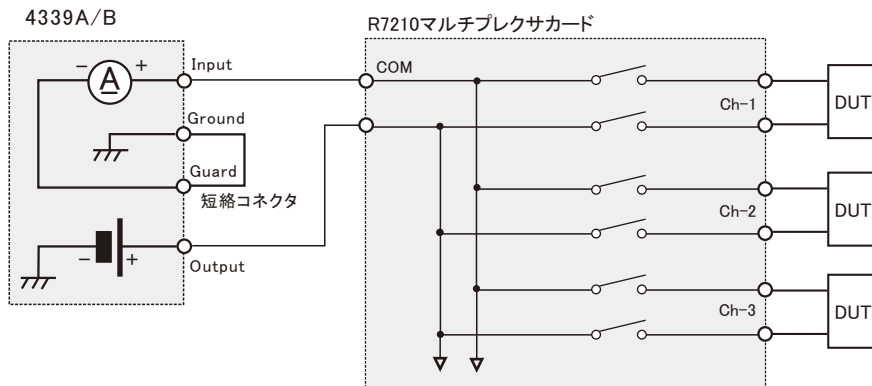 4339A/B
R7210マルチプレクサカード
− A +
Input
COM
Ground
Guard
短絡コネクタ
− +
Output
Ch-1
DUT
Ch-2
DUT
Ch-3
DUT